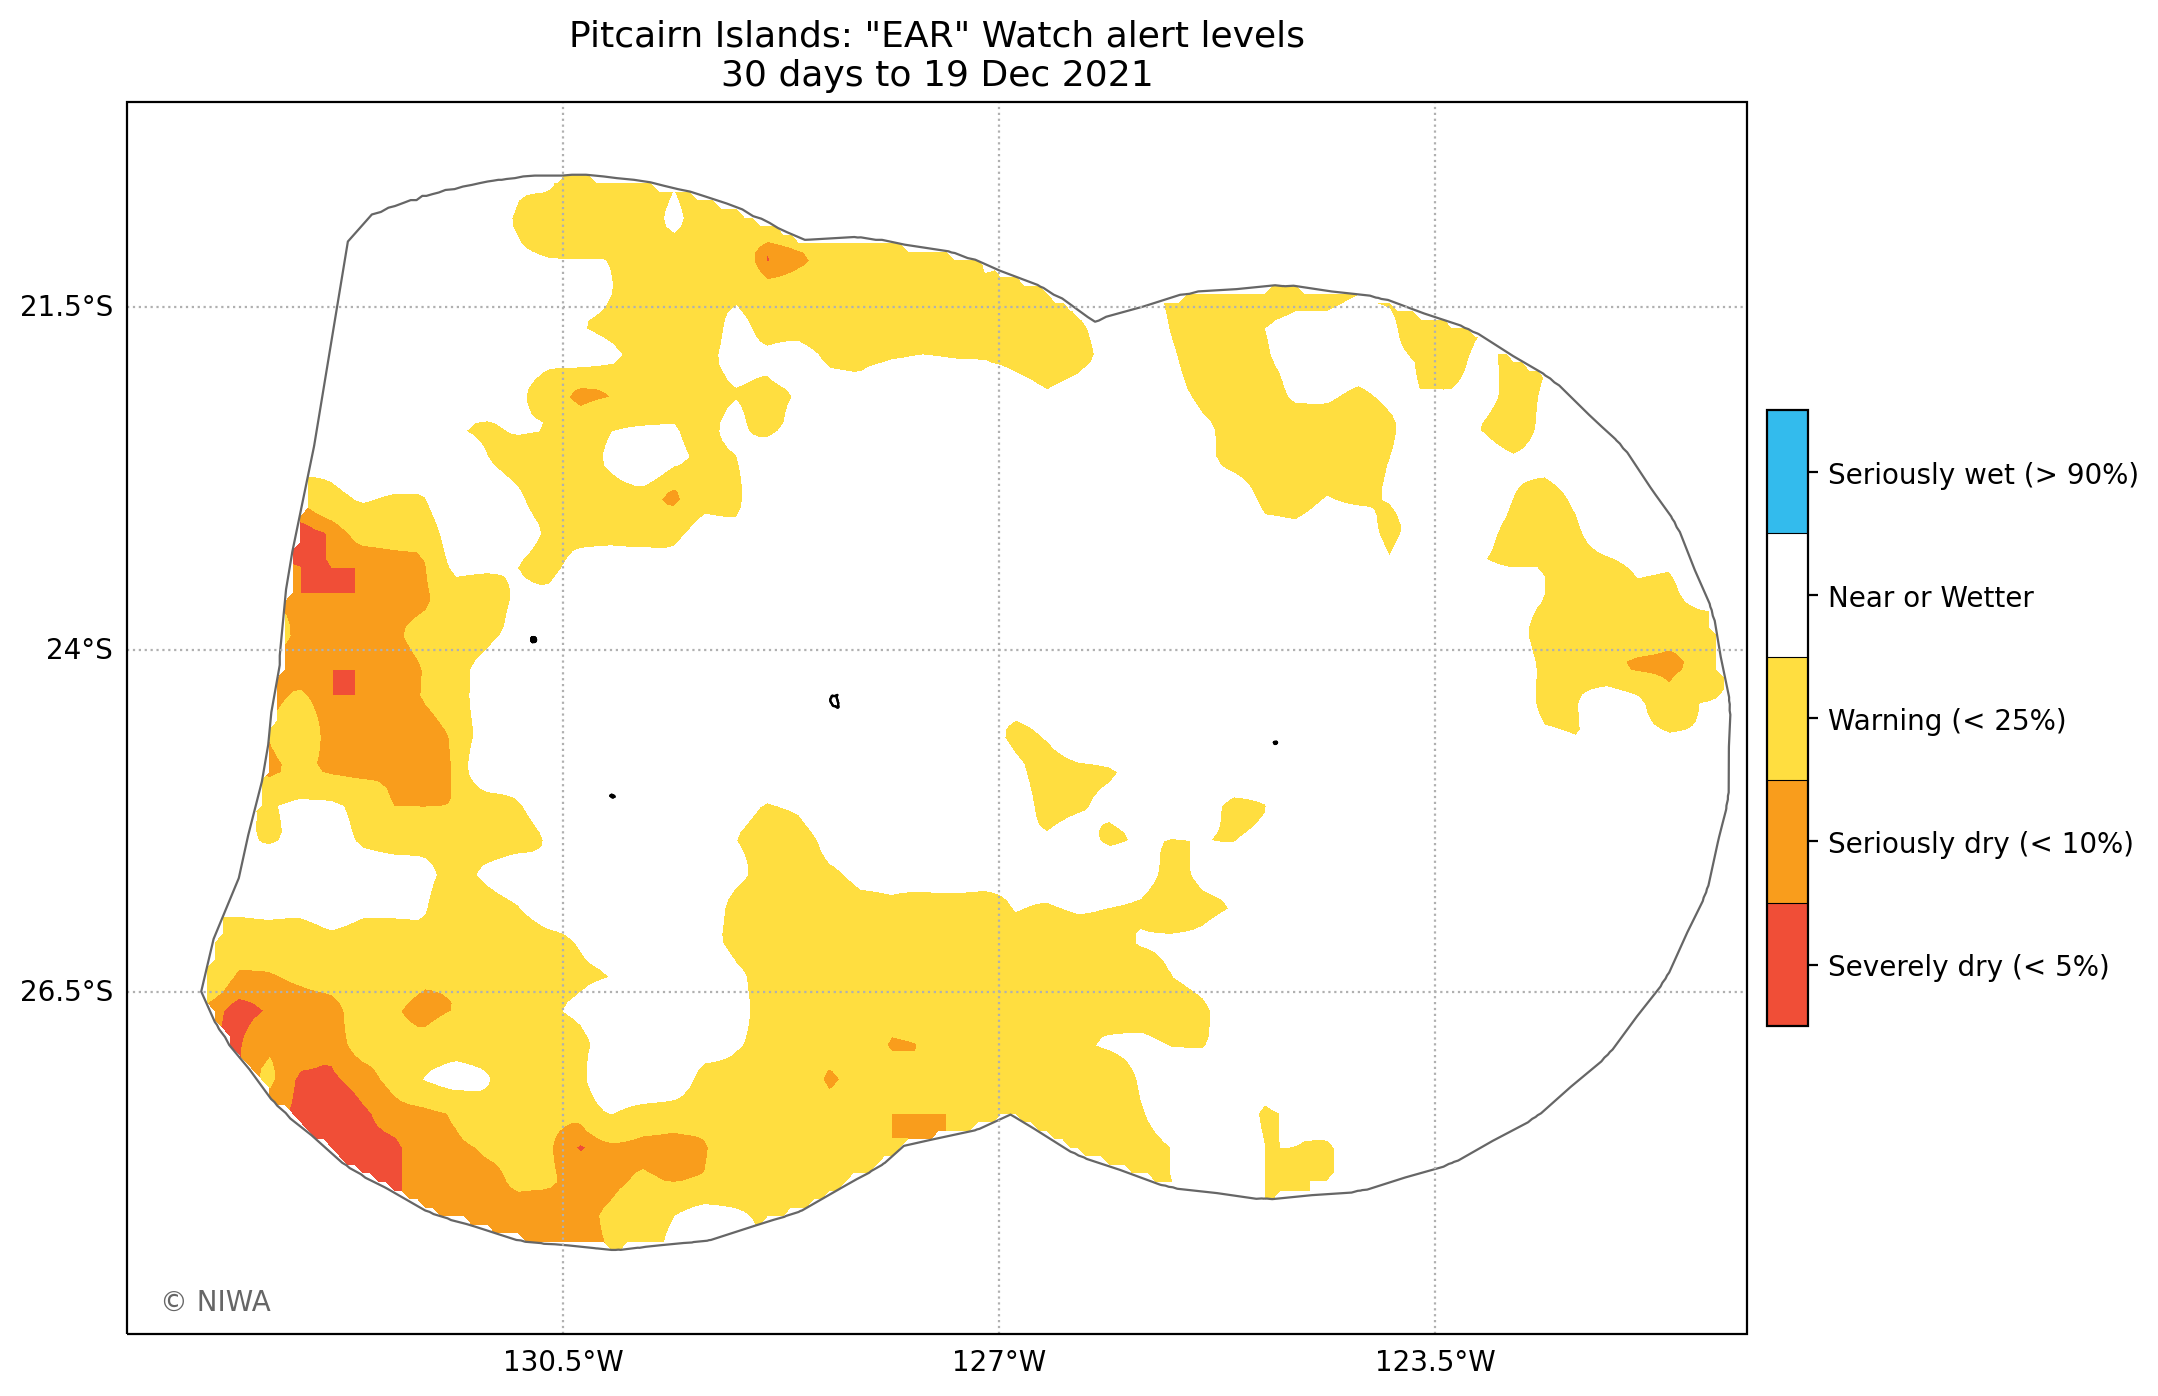 Pitcairn Islands: "EAR" Watch alert levels
30 days to 19 Dec 2021
21.5°S
24°S
26.5°S
130.5°W
127°W
123.5°W
Seriously wet (> 90%)
Near or Wetter
Warning (< 25%)
Seriously dry (< 10%)
Severely dry (< 5%)
© NIWA